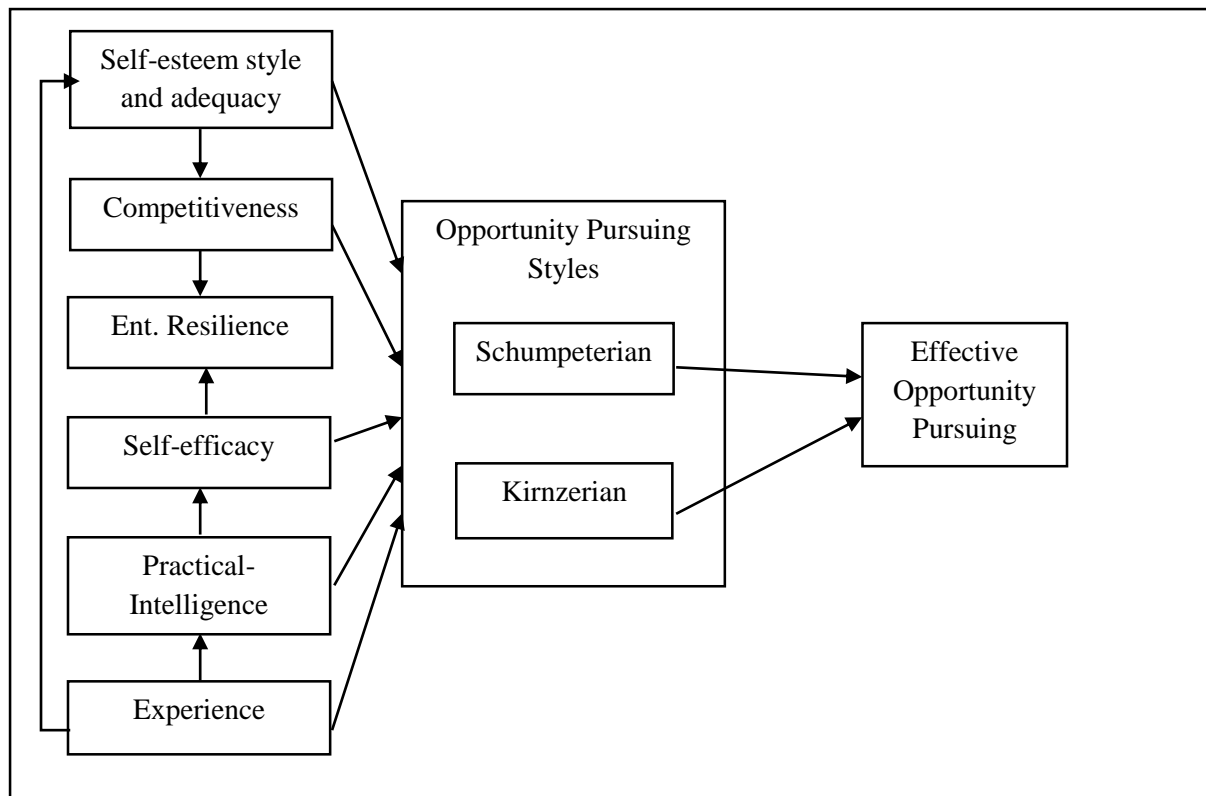 Self-esteem style
and adequacy
Competitiveness
Ent. Resilience
Self-efficacy
Practical-
Intelligence
Experience
Opportunity Pursuing
Styles
Schumpeterian
Kirnzerian
Effective
Opportunity
Pursuing